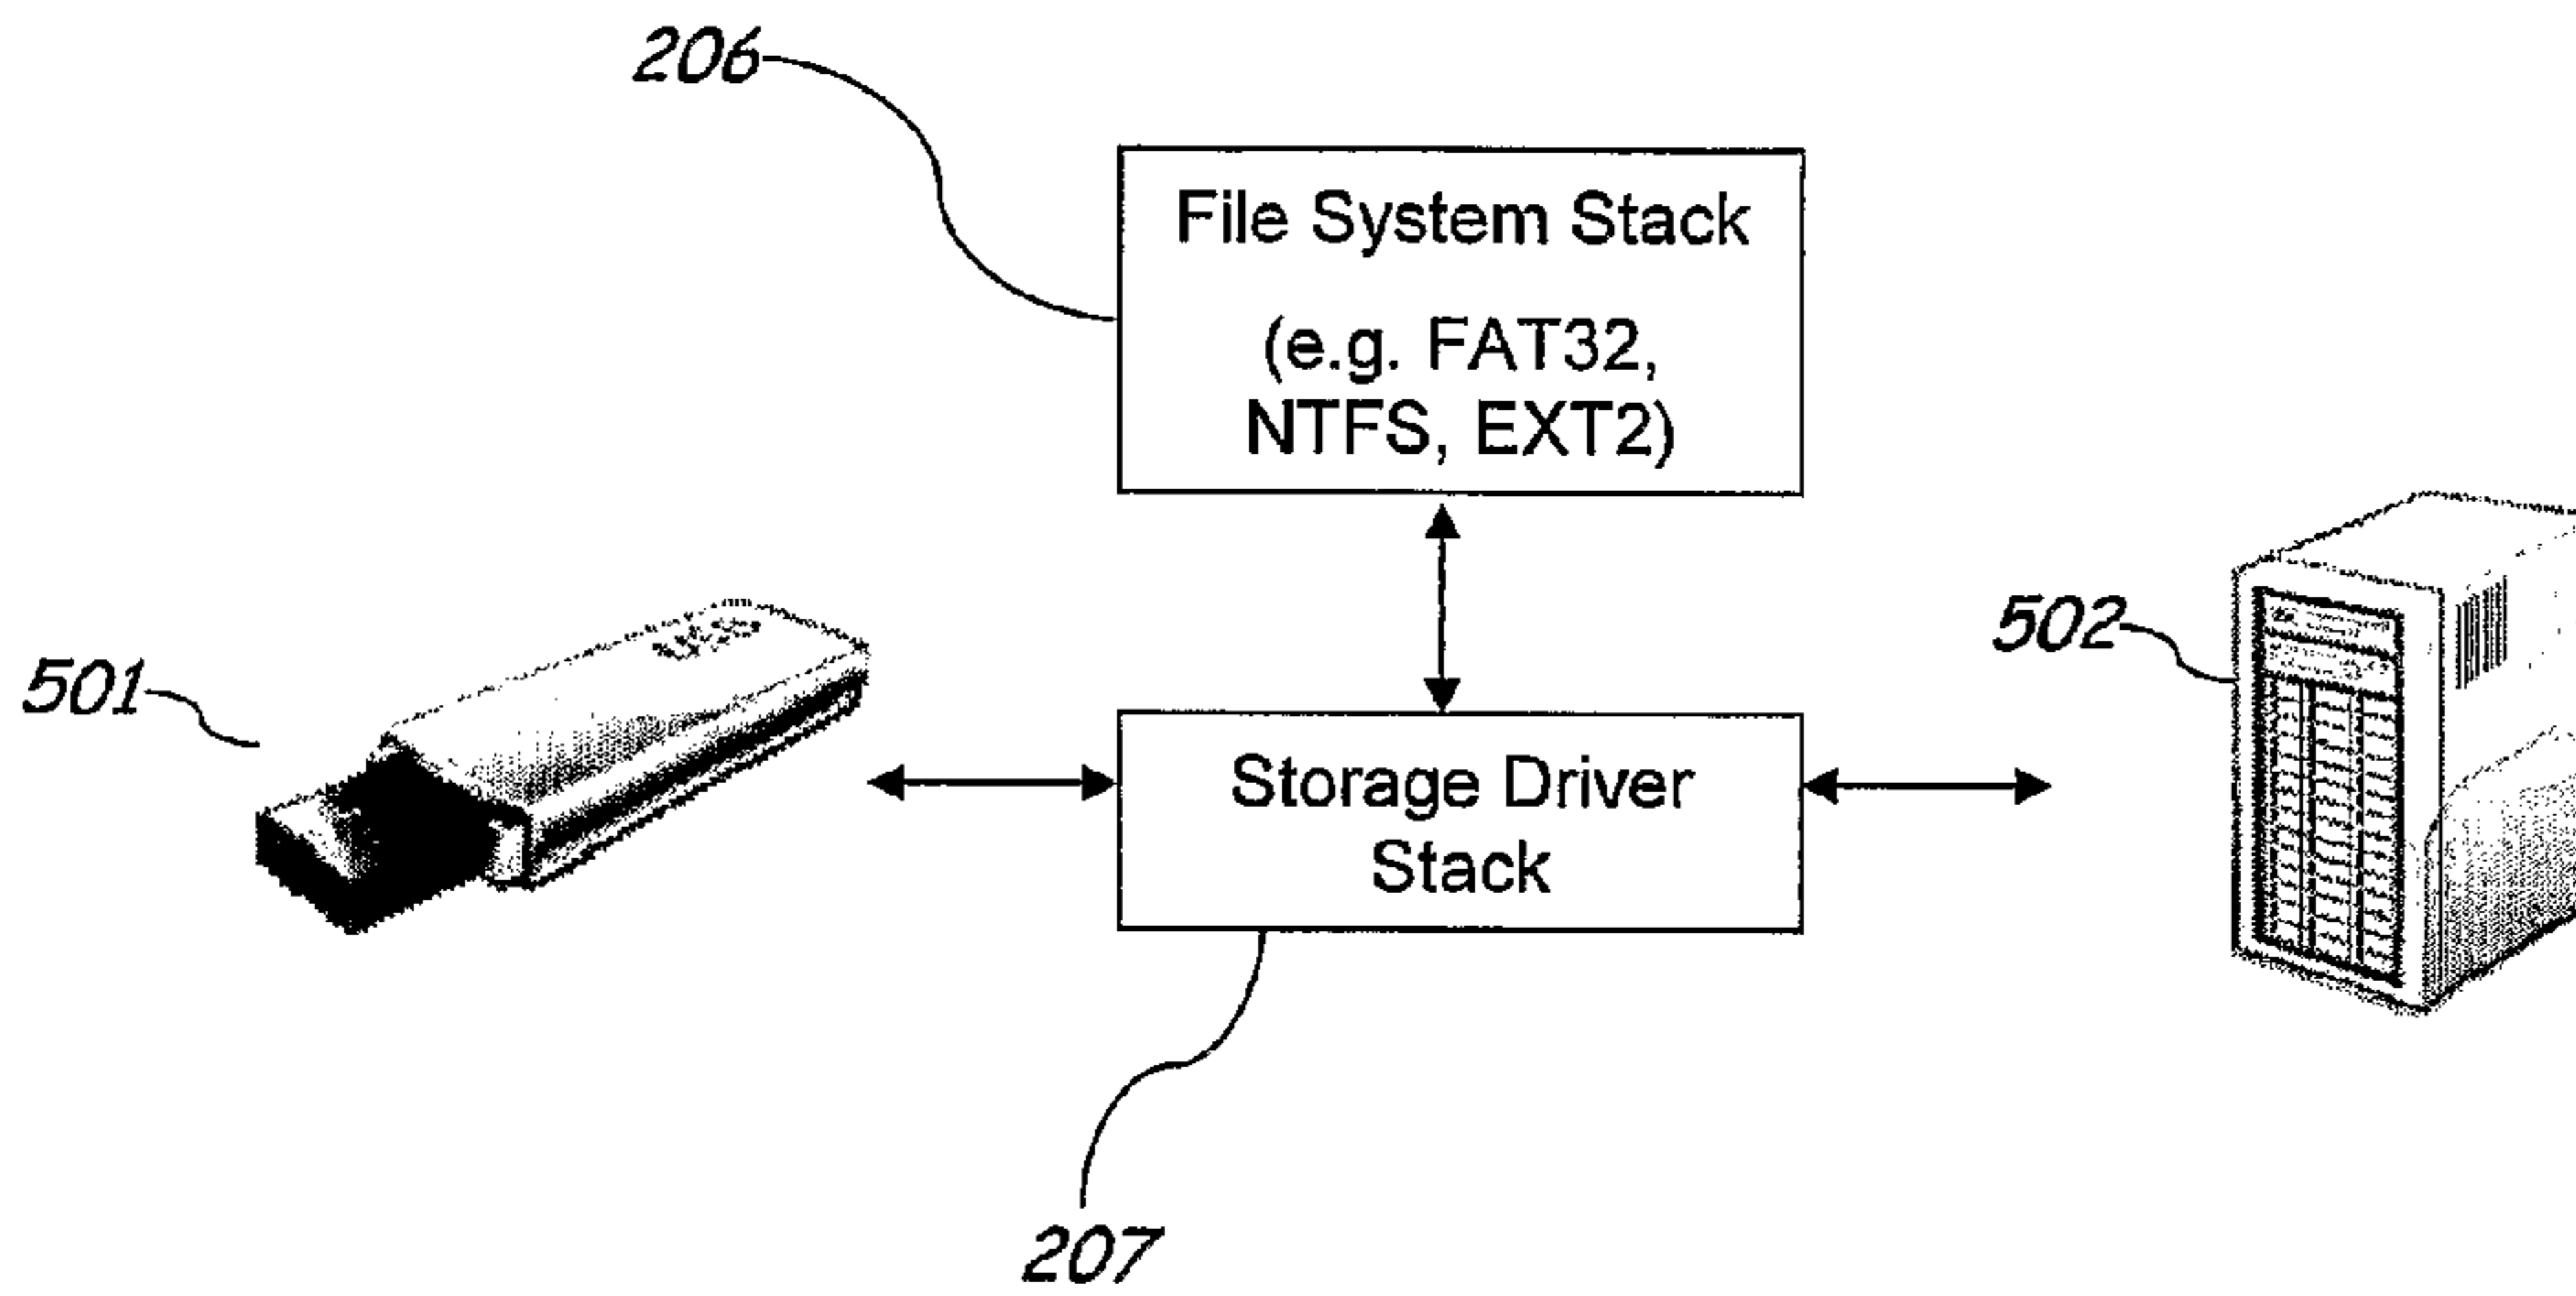 206
File System Stack
(e.g. FAT32,
NTFS, EXT2)
501
502
Storage Driver
Stack
207